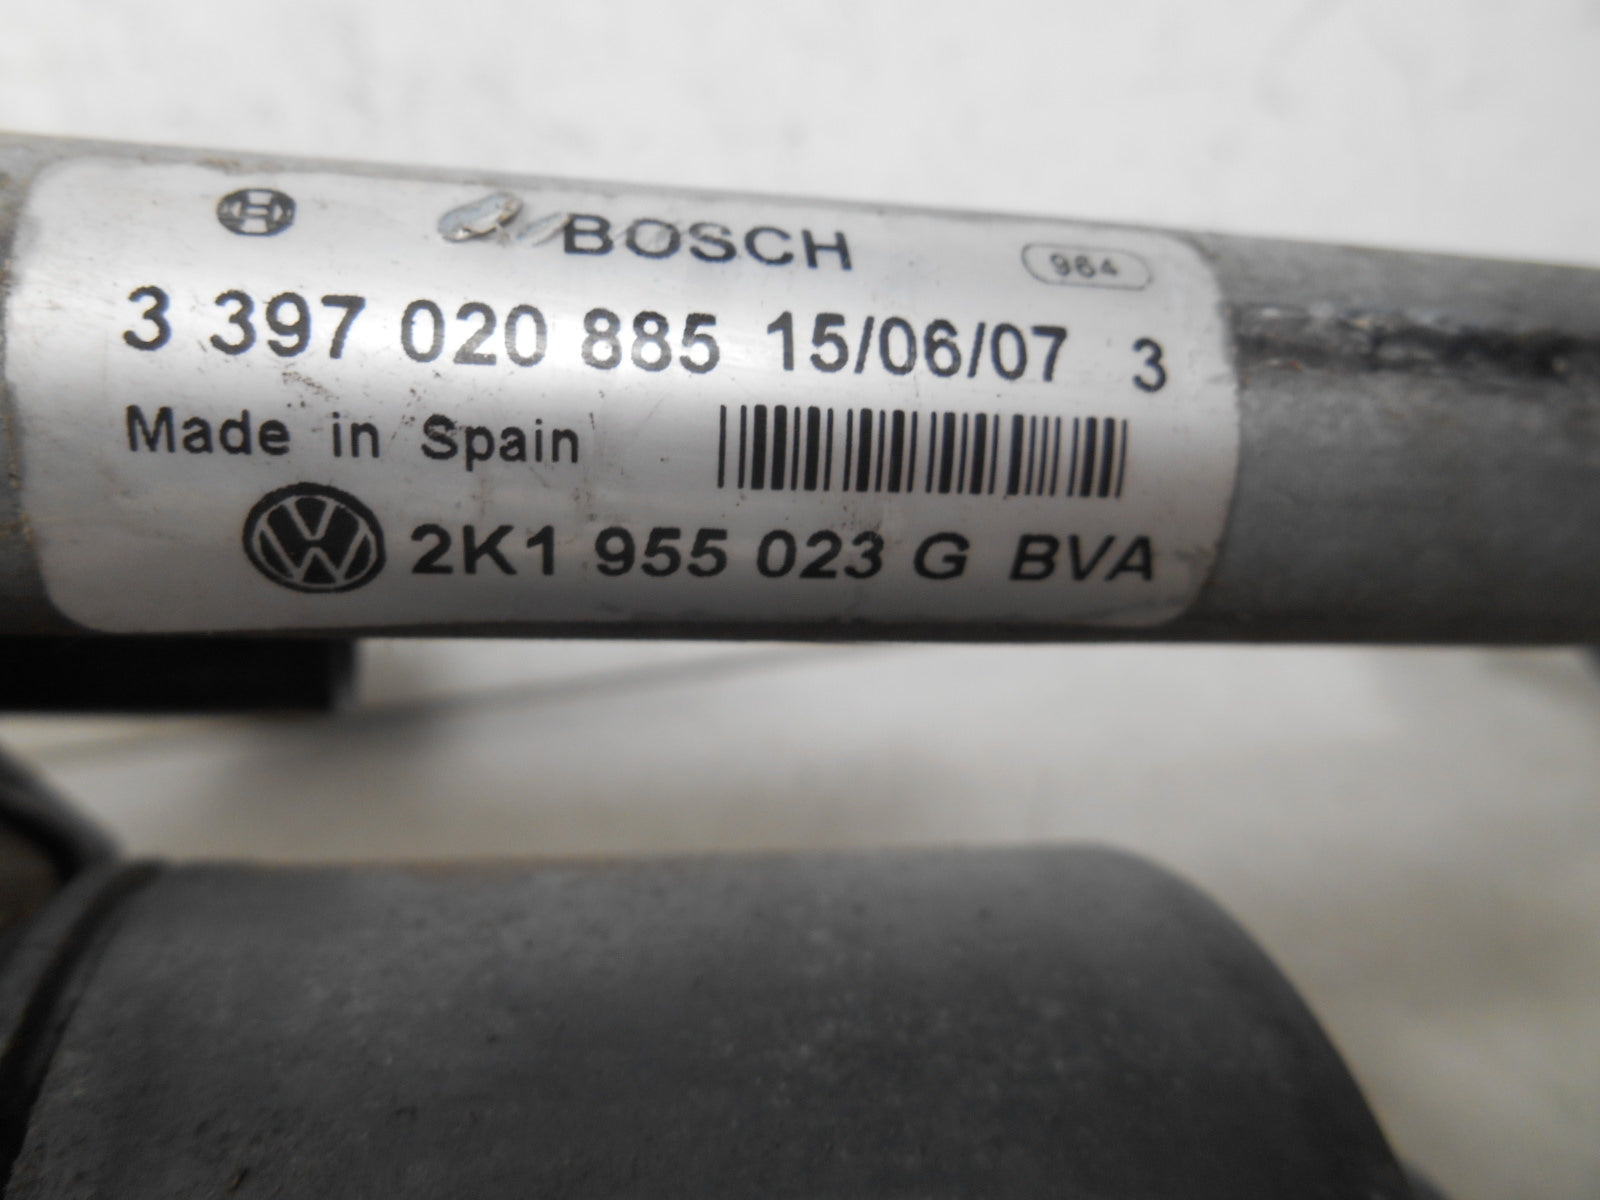 BOSCH 964
3 397 020 885 15/06/07 3
Made in Spain
2K1 955 023 G BVA